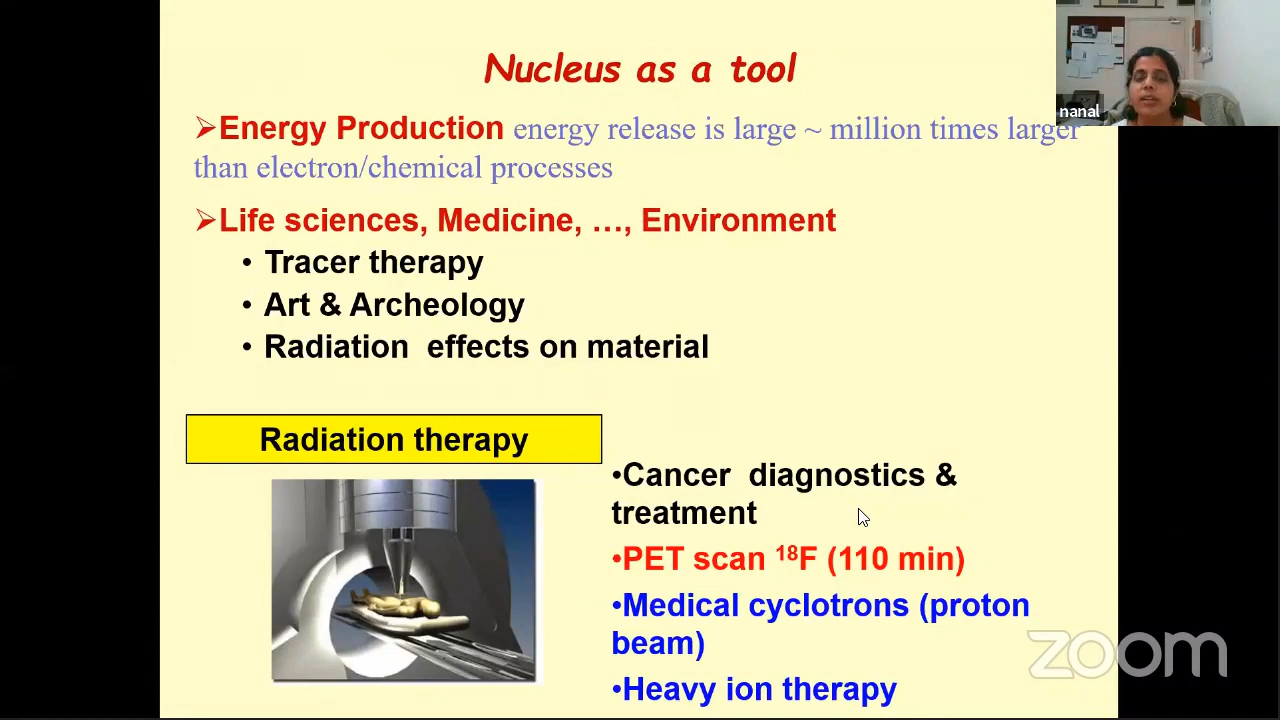 Nucleus as a tool
nanal
➢Energy Production energy release is large ~ million times larger
than electron/chemical processes
➢Life sciences, Medicine, …, Environment
• Tracer therapy
• Art & Archeology
• Radiation effects on material
Radiation therapy
•Cancer diagnostics &
treatment
•PET scan ¹⁸F (110 min)
•Medical cyclotrons (proton
beam)
•Heavy ion therapy
zoom